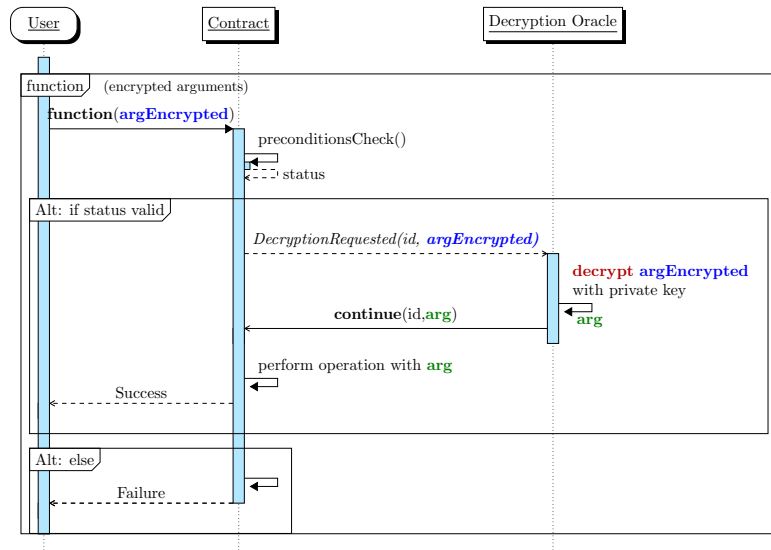 User
Contract
Decryption Oracle
function
(encrypted arguments)
function(argEncrypted)
preconditionsCheck()
status
Alt: if status valid
DecryptionRequested(id, argEncrypted)
decrypt argEncrypted
with private key
arg
continue(id,arg)
perform operation with arg
Success
Alt: else
Failure